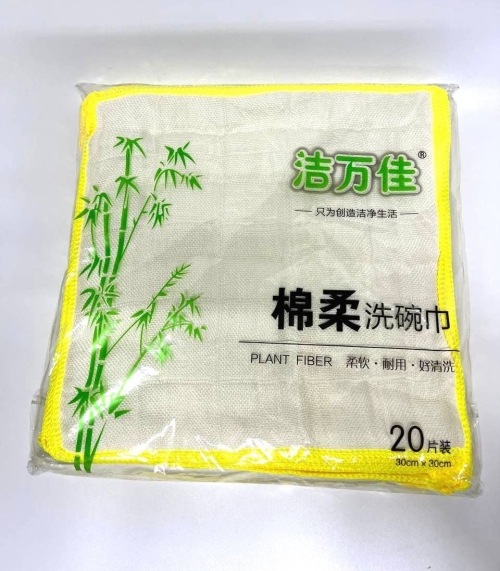 洁万佳®
只为创造洁净生活
棉柔洗碗巾
PLANT FIBER 柔软·耐用·好清洗
20片装
30cm×30cm